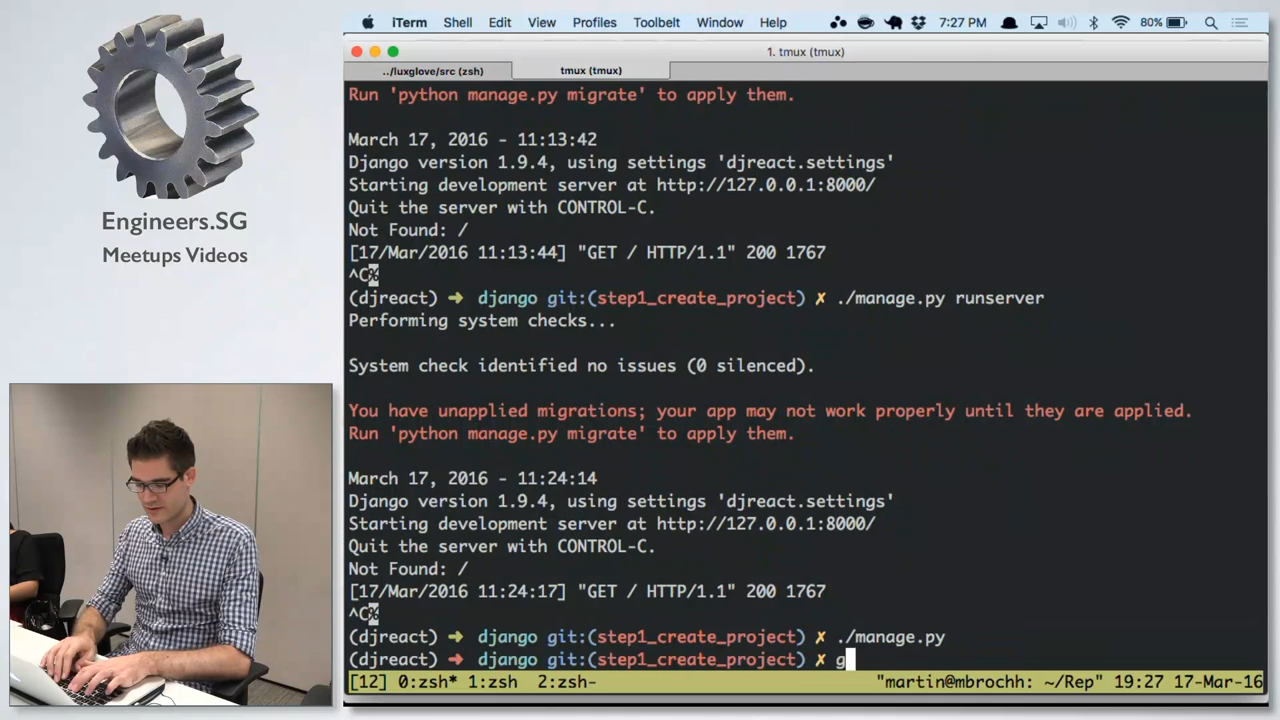 Engineers.SG
Meetups Videos
iTerm Shell Edit View Profiles Toolbelt Window Help 7:27 PM 80%
1. tmux (tmux)
../luxglove/src (zsh) tmux (tmux)
Run 'python manage.py migrate' to apply them.
March 17, 2016 - 11:13:42
Django version 1.9.4, using settings 'djreact.settings'
Starting development server at http://127.0.0.1:8000/
Quit the server with CONTROL-C.
Not Found: /
[17/Mar/2016 11:13:44] "GET / HTTP/1.1" 200 1767
^C%
(djreact) ➜ django git:(step1_create_project) ✗ ./manage.py runserver
Performing system checks...
System check identified no issues (0 silenced).
You have unapplied migrations; your app may not work properly until they are applied.
Run 'python manage.py migrate' to apply them.
March 17, 2016 - 11:24:14
Django version 1.9.4, using settings 'djreact.settings'
Starting development server at http://127.0.0.1:8000/
Quit the server with CONTROL-C.
Not Found: /
[17/Mar/2016 11:24:17] "GET / HTTP/1.1" 200 1767
^C%
(djreact) ➜ django git:(step1_create_project) ✗ ./manage.py
(djreact) ➜ django git:(step1_create_project) ✗ g
[12] 0:zsh* 1:zsh 2:zsh- "martin@mbrochh: ~/Rep" 19:27 17-Mar-16